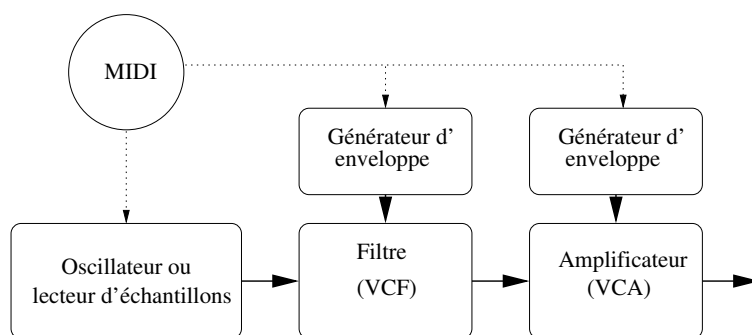 MIDI
Générateur d'
enveloppe
Générateur d'
enveloppe
Oscillateur ou
lecteur d'échantillons
Filtre
(VCF)
Amplificateur
(VCA)